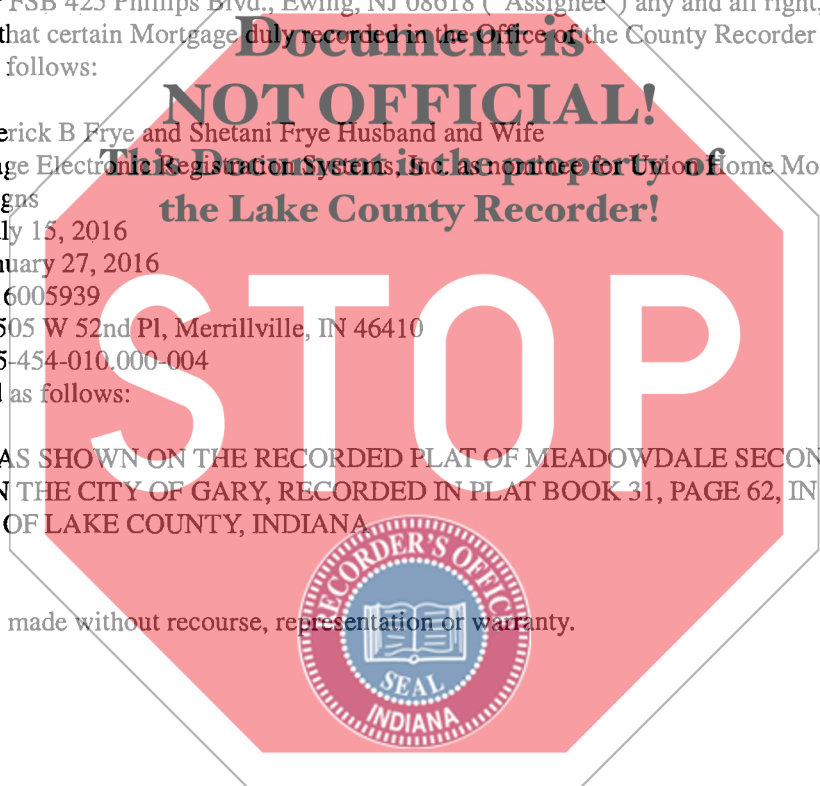 FSB 425 Phillips Blvd., Ewing, NJ 08618 ("Assignee") any and all right,
that certain Mortgage duly recorded in the Office of the County Recorder
follows:
Document is
NOT OFFICIAL!
This Document is the property of
the Lake County Recorder!
erick B Frye and Shetani Frye Husband and Wife
ge Electronic Registration Systems, Inc. as nominee for Union Home Mo
gns
ly 15, 2016
nuary 27, 2016
6005939
505 W 52nd Pl, Merrillville, IN 46410
5-454-010.000-004
as follows:
STOP
AS SHOWN ON THE RECORDED PLAT OF MEADOWDALE SECON
N THE CITY OF GARY, RECORDED IN PLAT BOOK 31, PAGE 62, IN
OF LAKE COUNTY, INDIANA
made without recourse, representation or warranty.
RECORDER'S OFFIC
SEAL
INDIANA